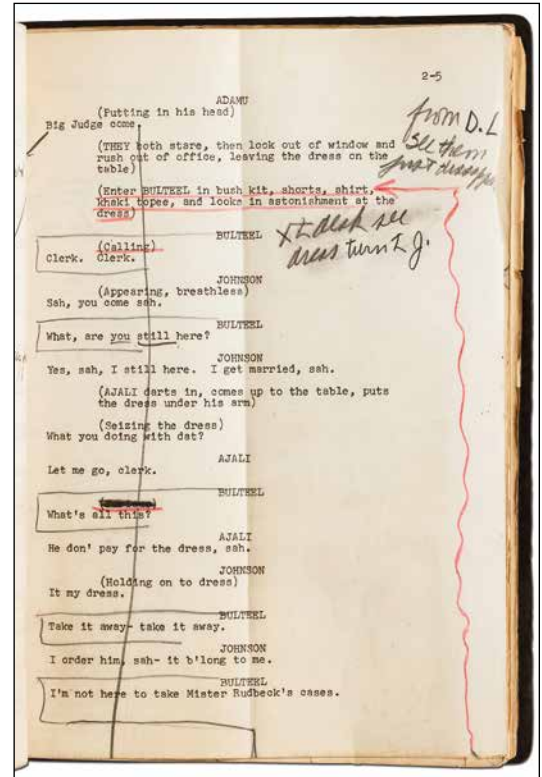 2-5
ADAMU
(Putting in his head)
Big Judge come.
(THEY both stare, then look out of window and
rush out of office, leaving the dress on the
table)
from D.L
see them
just
(Enter BULTEEL in bush kit, shorts, shirt,
khaki topee, and looks in astonishment at the
dress)
X L desk see
dress turn L J.
BULTEEL
(Calling)
Clerk. Clerk.
JOHNSON
(Appearing, breathless)
Sah, you come sah.
BULTEEL
What, are you still here?
JOHNSON
Yes, sah, I still here. I get married, sah.
(AJALI darts in, comes up to the table, puts
the dress under his arm)
(Seizing the dress)
What you doing with dat?
AJALI
Let me go, clerk.
BULTEEL
What's all this?
AJALI
He don' pay for the dress, sah.
JOHNSON
(Holding on to dress)
It my dress.
BULTEEL
Take it away- take it away.
JOHNSON
I order him, sah- it b'long to me.
BULTEEL
I'm not here to take Mister Rudbeck's cases.